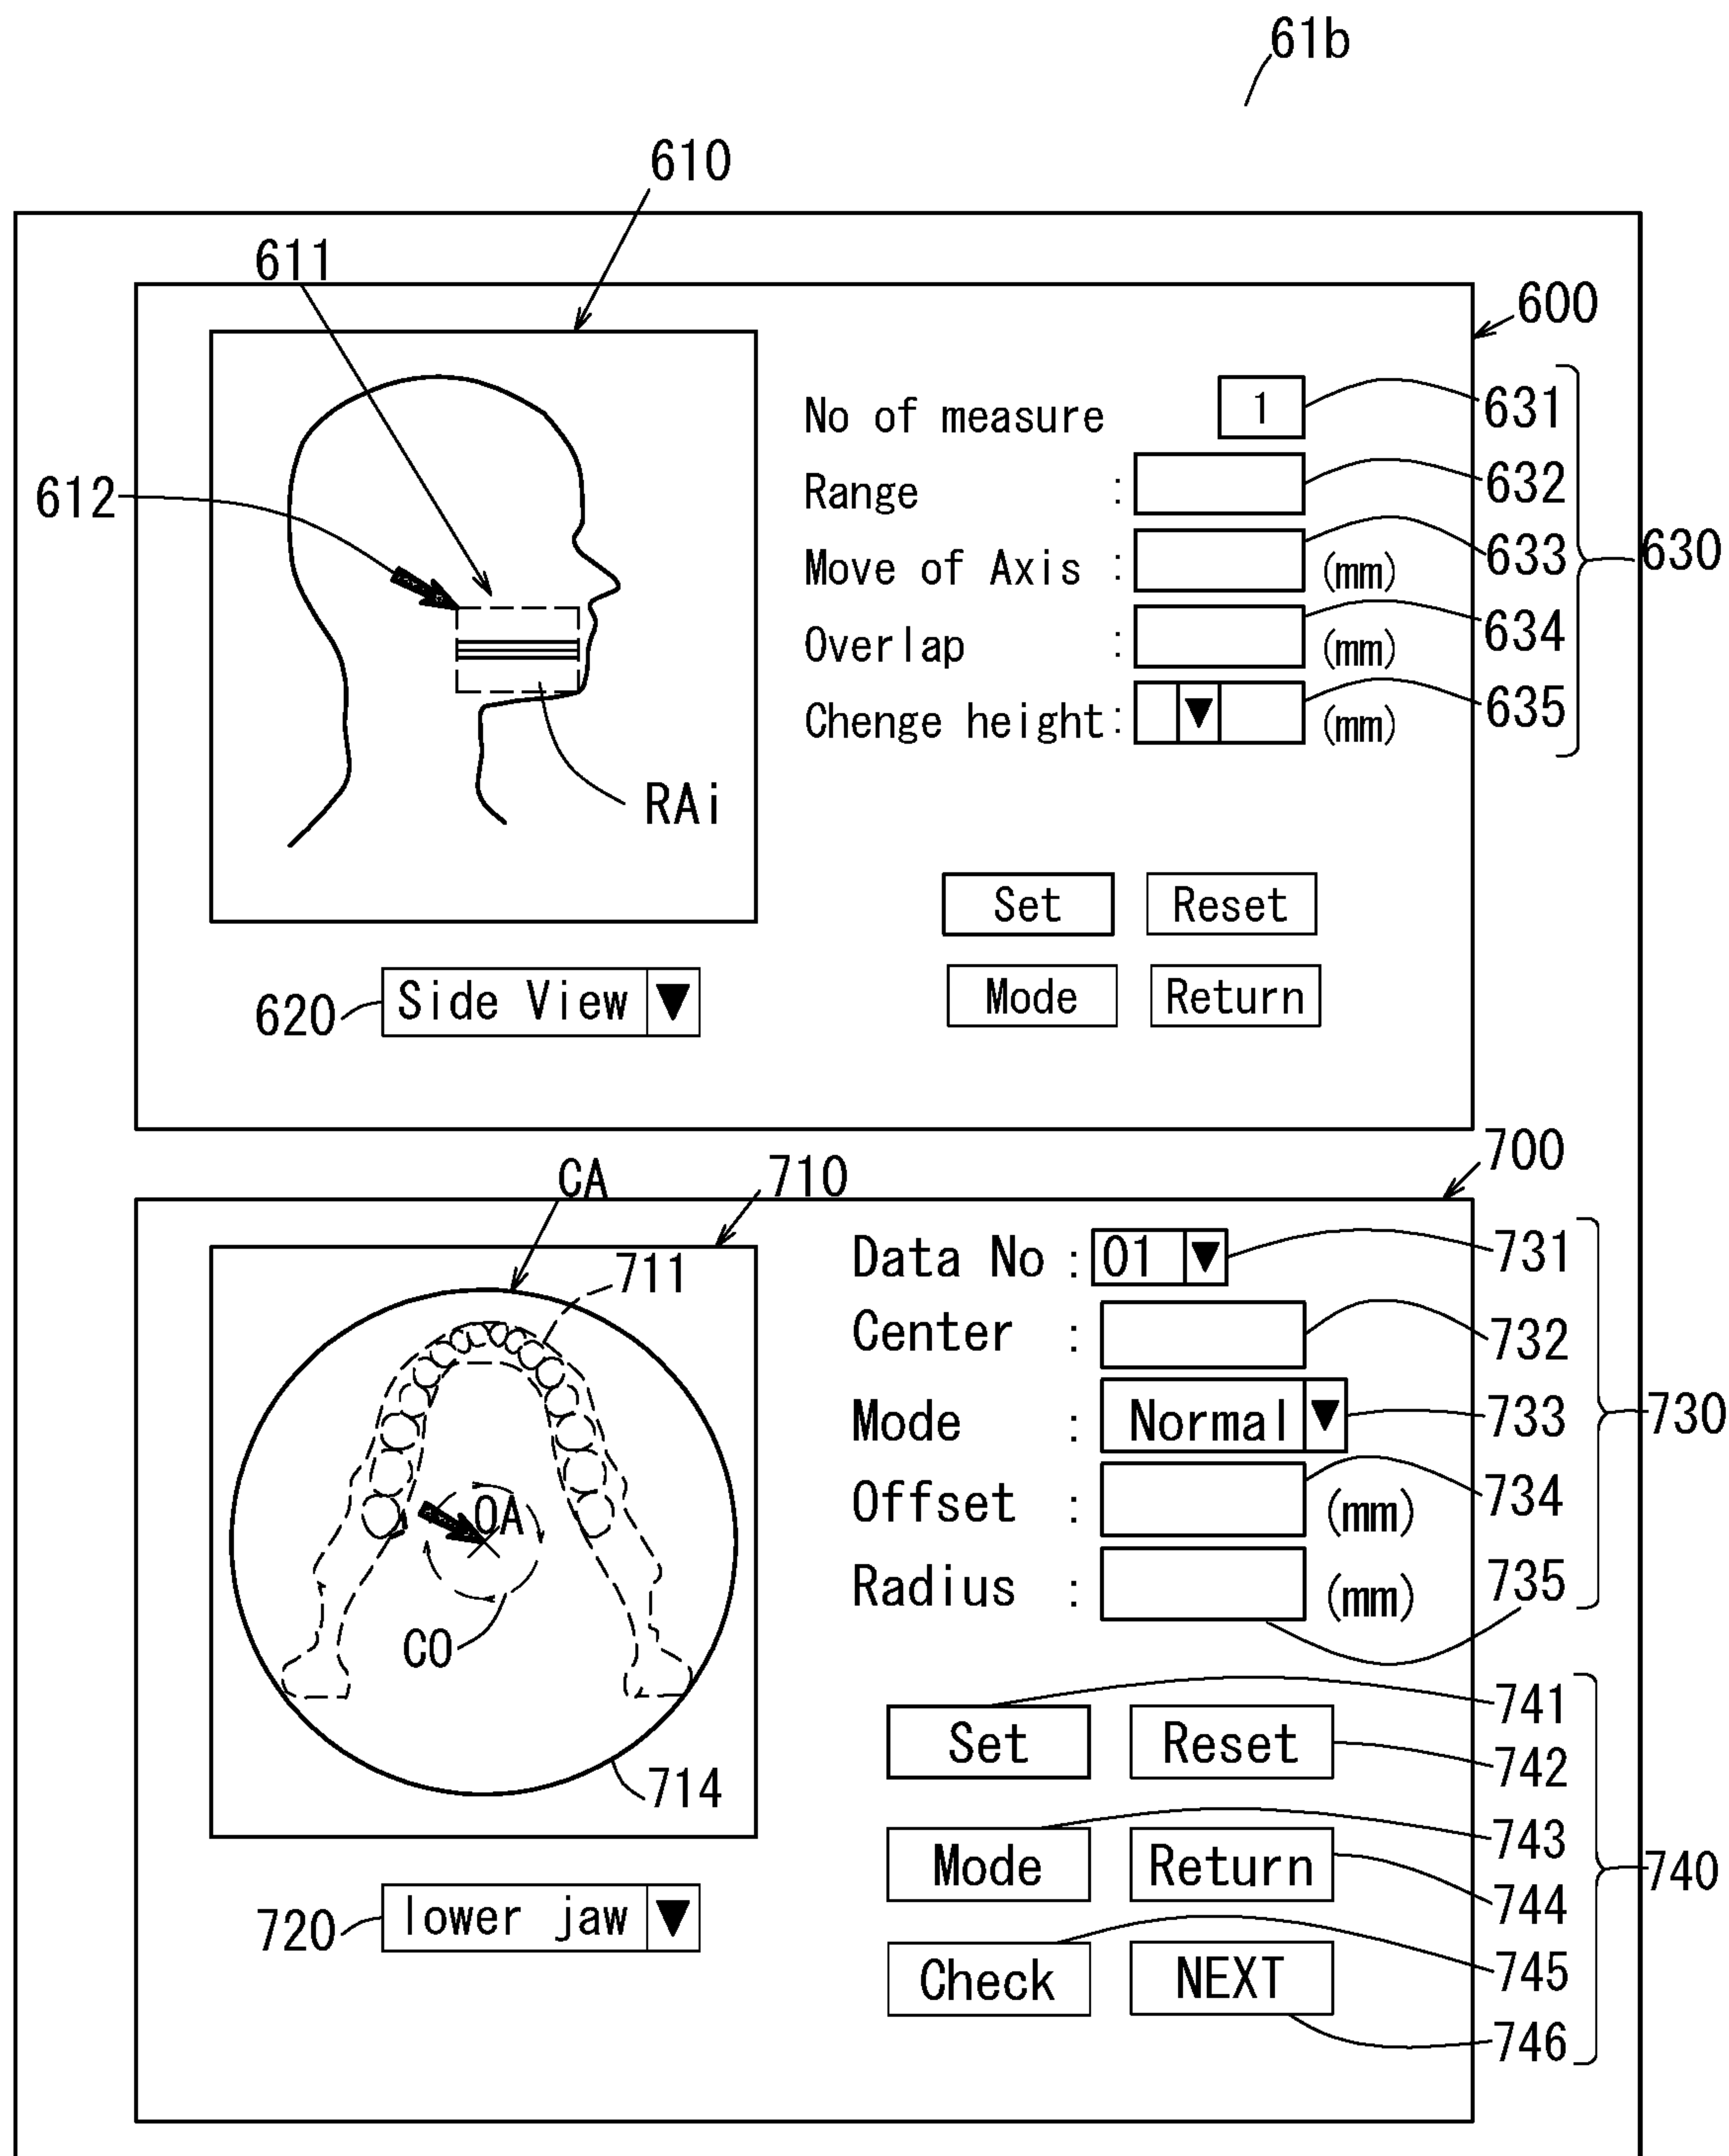 61b
610
611
600
No of measure 1 631
612
Range : 632
Move of Axis : (mm) 633
630
Overlap : (mm) 634
Chenge height: ▼ (mm) 635
RAi
Set Reset
620 Side View ▼
Mode Return
700
CA
710
711
Data No : 01 ▼ 731
Center : 732
Mode : Normal ▼ 733
730
OA
Offset : (mm) 734
Radius : (mm) 735
CO
741
Set Reset
742
714
743
Mode Return
740
744
720 lower jaw ▼
Check NEXT 745
746